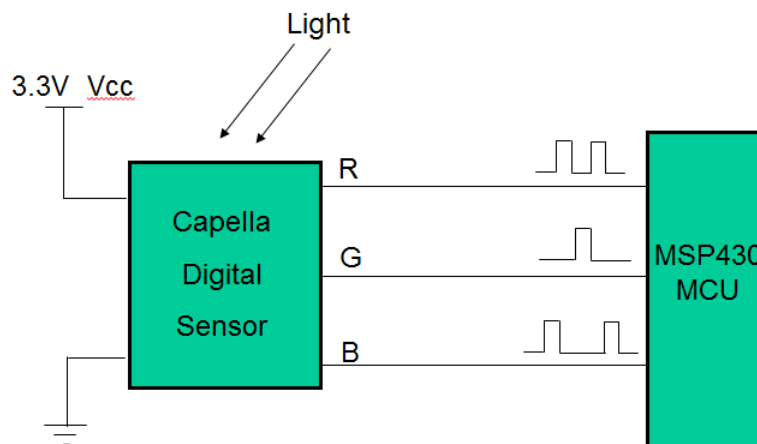 Light
3.3V Vcc
R
Capella
Digital
Sensor
G
B
MSP430
MCU